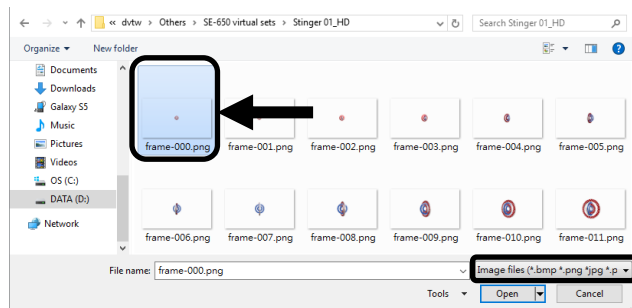 « dvtw > Others > SE-650 virtual sets > Stinger 01_HD
Search Stinger 01_HD
Organize
New folder
Documents
Downloads
Galaxy S5
Music
Pictures
Videos
OS (C:)
DATA (D:)
Network
frame-000.png frame-001.png frame-002.png frame-003.png frame-004.png frame-005.png
frame-006.png frame-007.png frame-008.png frame-009.png frame-010.png frame-011.png
File name: frame-000.png
Image files (*.bmp *.png *jpg *.p
Tools
Open
Cancel